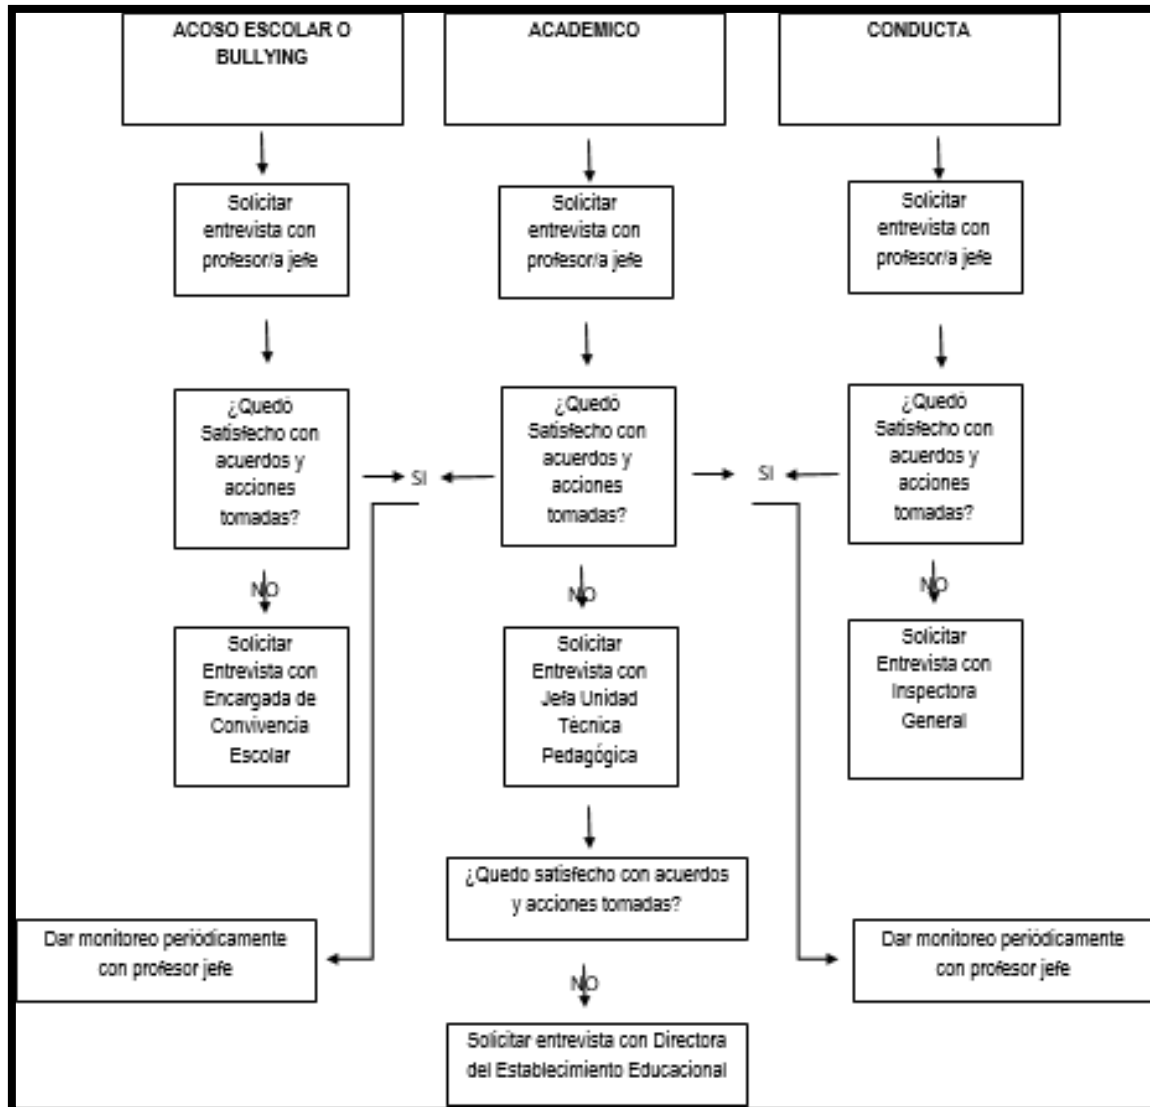 ACOSO ESCOLAR O
BULLYING
ACADEMICO
CONDUCTA
Solicitar
entrevista con
profesor/a jefe
Solicitar
entrevista con
profesor/a jefe
Solicitar
entrevista con
profesor/a jefe
¿Quedó
Satisfecho con
acuerdos y
acciones
tomadas?
SI
¿Quedó
Satisfecho con
acuerdos y
acciones
tomadas?
SI
¿Quedó
Satisfecho con
acuerdos y
acciones
tomadas?
NO
NO
NO
Solicitar
Entrevista con
Encargada de
Convivencia
Escolar
Solicitar
Entrevista con
Jefa Unidad
Técnica
Pedagógica
Solicitar
Entrevista con
Inspectora
General
¿Quedo satisfecho con acuerdos
y acciones tomadas?
Dar monitoreo periódicamente
con profesor jefe
Dar monitoreo periódicamente
con profesor jefe
NO
Solicitar entrevista con Directora
del Establecimiento Educacional